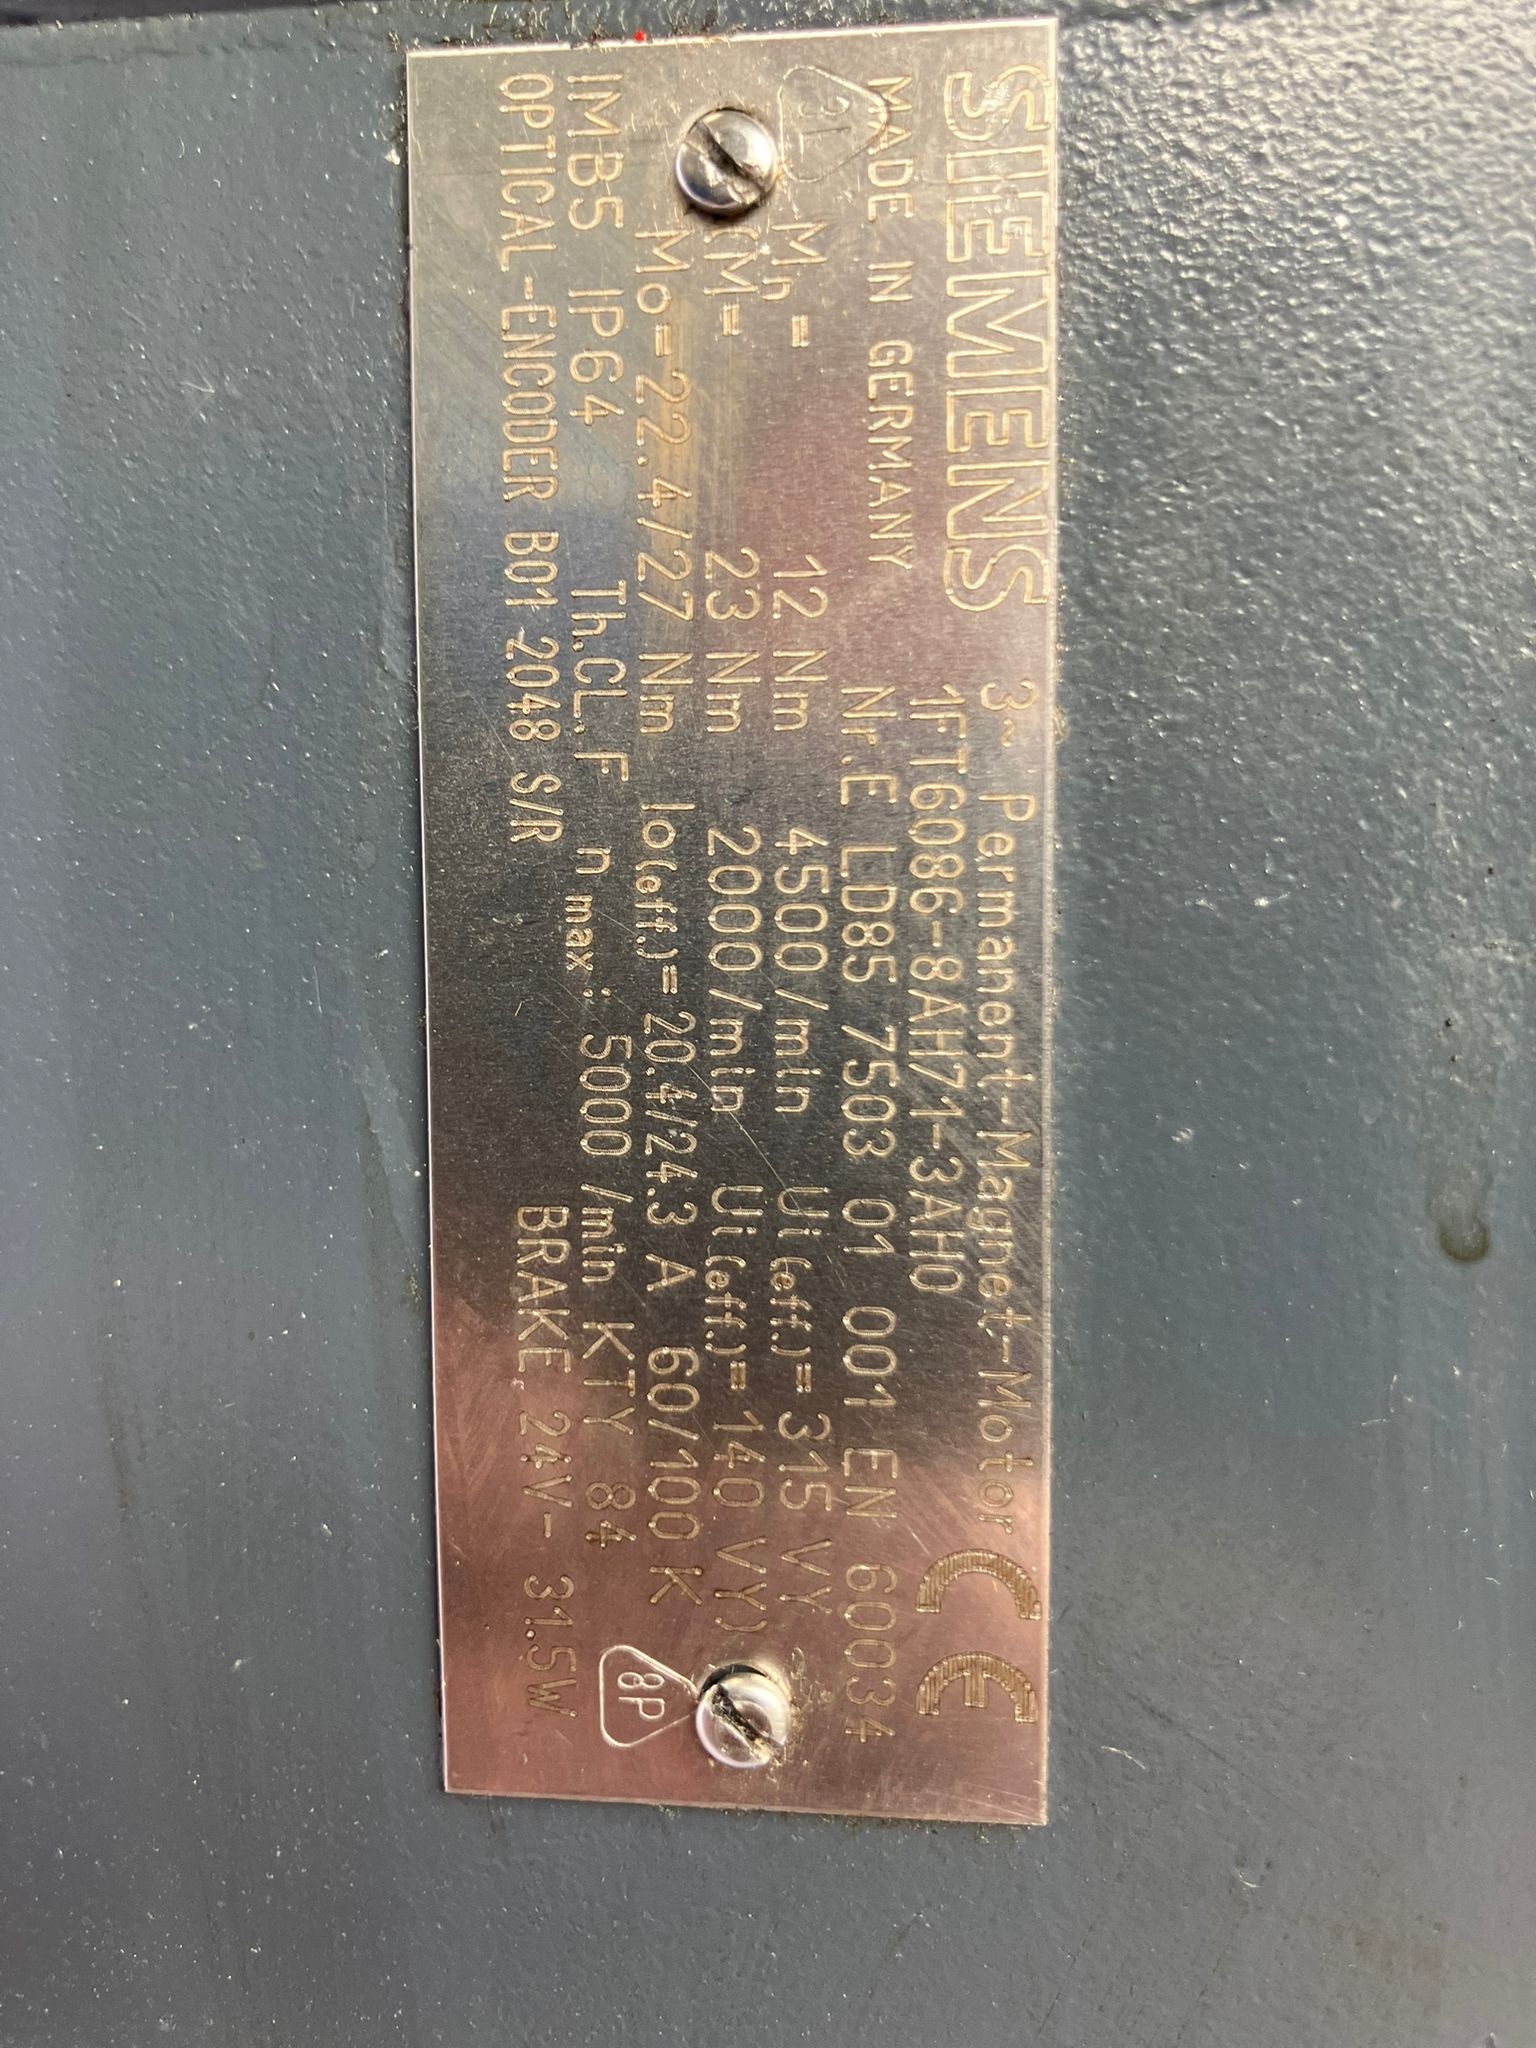 SIEMENS 3~ Permanent-Magnet-Motor CE
1FT6086-8AH71-3AH0
MADE IN GERMANY Nr.E LD85 7503 01 001 EN 60034
Mn = 12 Nm 4500/min Ui(eff.)= 315 VY
(M= 23 Nm 2000/min Ui(eff.)= 140 VY)
Mo=22.4/27 Nm Io(eff.)=20.4/24.3 A 60/100 K
IMB5 IP64 Th.CL.F n max.: 5000/min KTY 84
8P
OPTICAL-ENCODER B01 2048 S/R BRAKE 24V- 31.5W